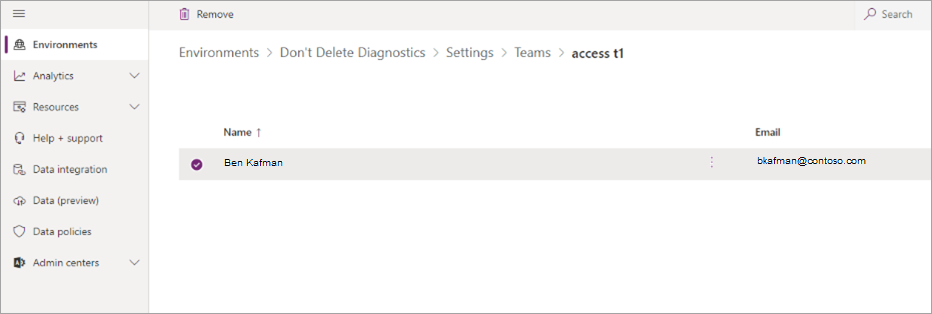 Remove
Search
Environments
Analytics
Resources
Help + support
Data integration
Data (preview)
Data policies
Admin centers
Environments > Don't Delete Diagnostics > Settings > Teams > access t1
Name ↑ Email
Ben Kafman bkafman@contoso.com